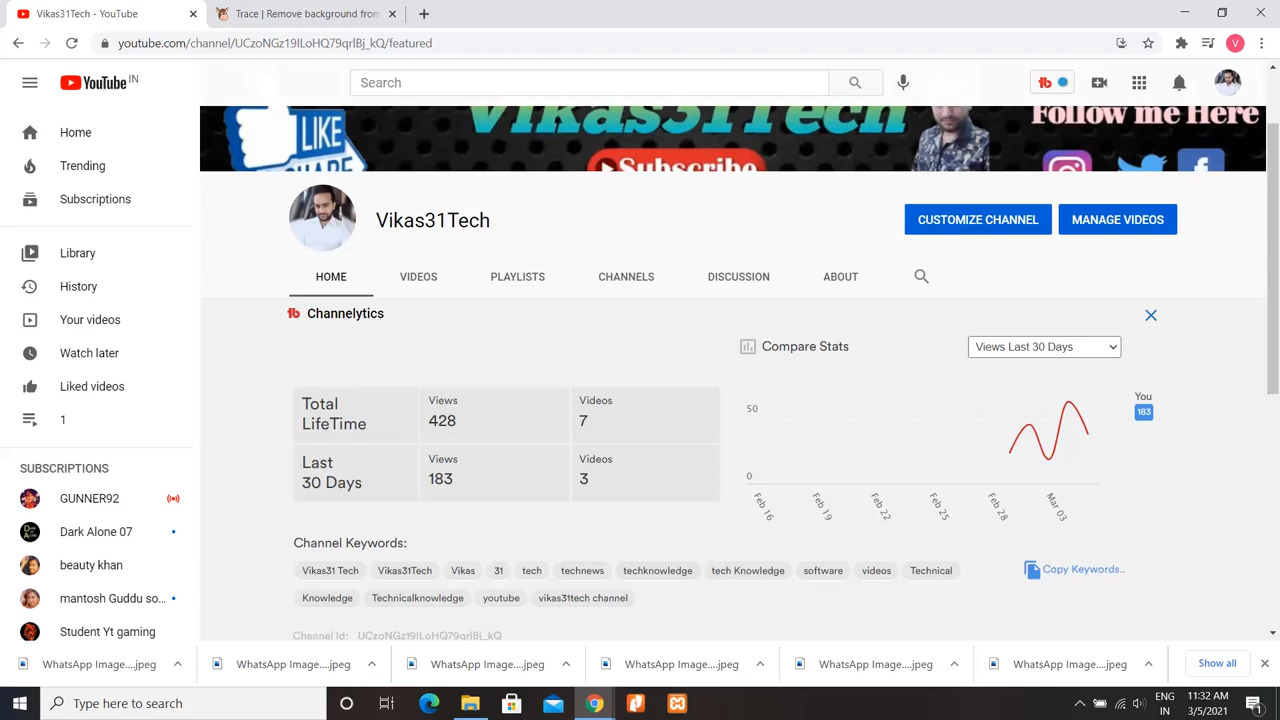 Vikas31Tech - YouTube
Trace | Remove background from
youtube.com/channel/UCzoNGz19ILoHQ79qrlBj_kQ/featured
V
YouTube IN
Search
LIKE
SHARE
Vikas31Tech
Subscribe
Follow me Here
Home
Trending
Subscriptions
Library
History
Your videos
Watch later
Liked videos
1
SUBSCRIPTIONS
GUNNER92
Dark Alone 07
beauty khan
mantosh Guddu so...
Student Yt gaming
Vikas31Tech
CUSTOMIZE CHANNEL
MANAGE VIDEOS
HOME
VIDEOS
PLAYLISTS
CHANNELS
DISCUSSION
ABOUT
Channelytics
Compare Stats
Views Last 30 Days
Total LifeTime
Views
428
Videos
7
Last 30 Days
Views
183
Videos
3
50
0
Feb 16
Feb 19
Feb 22
Feb 25
Feb 28
Mar 03
You
183
Channel Keywords:
Vikas31 Tech
Vikas31Tech
Vikas
31
tech
technews
techknowledge
tech Knowledge
software
videos
Technical
Knowledge
Technicalknowledge
youtube
vikas31tech channel
Copy Keywords..
Channel Id: UCzoNGz19ILoHQ79qrlBj_kQ
WhatsApp Image....jpeg
WhatsApp Image....jpeg
WhatsApp Image....jpeg
WhatsApp Image....jpeg
WhatsApp Image....jpeg
WhatsApp Image....jpeg
Show all
Type here to search
ENG
IN
11:32 AM
3/5/2021
1